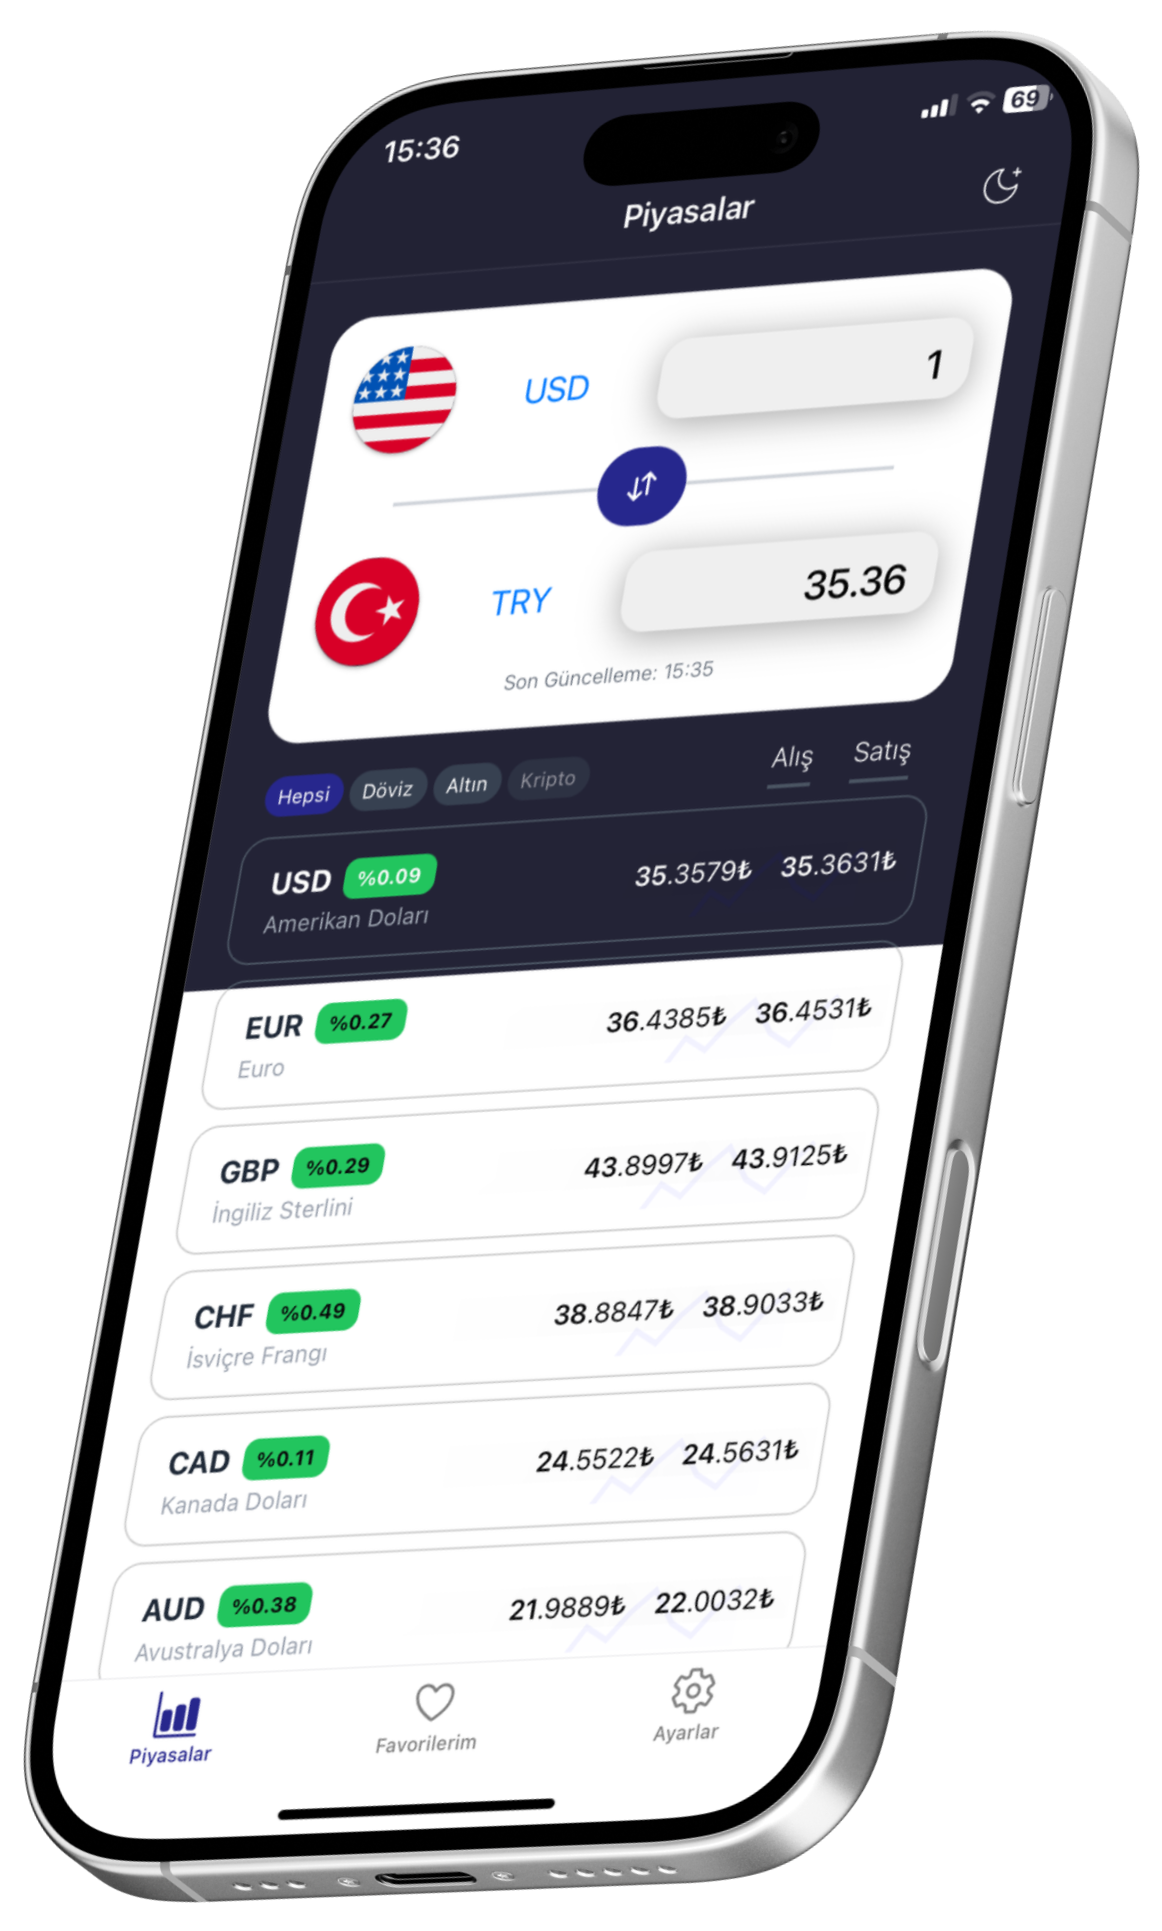 15:36 69
Piyasalar
USD 1
TRY 35.36
Son Güncelleme: 15:35
Hepsi Döviz Altın Kripto Alış Satış
USD %0.09 35.3579₺ 35.3631₺
Amerikan Doları
EUR %0.27 36.4385₺ 36.4531₺
Euro
GBP %0.29 43.8997₺ 43.9125₺
İngiliz Sterlini
CHF %0.49 38.8847₺ 38.9033₺
İsviçre Frangı
CAD %0.11 24.5522₺ 24.5631₺
Kanada Doları
AUD %0.38 21.9889₺ 22.0032₺
Avustralya Doları
Piyasalar Favorilerim Ayarlar